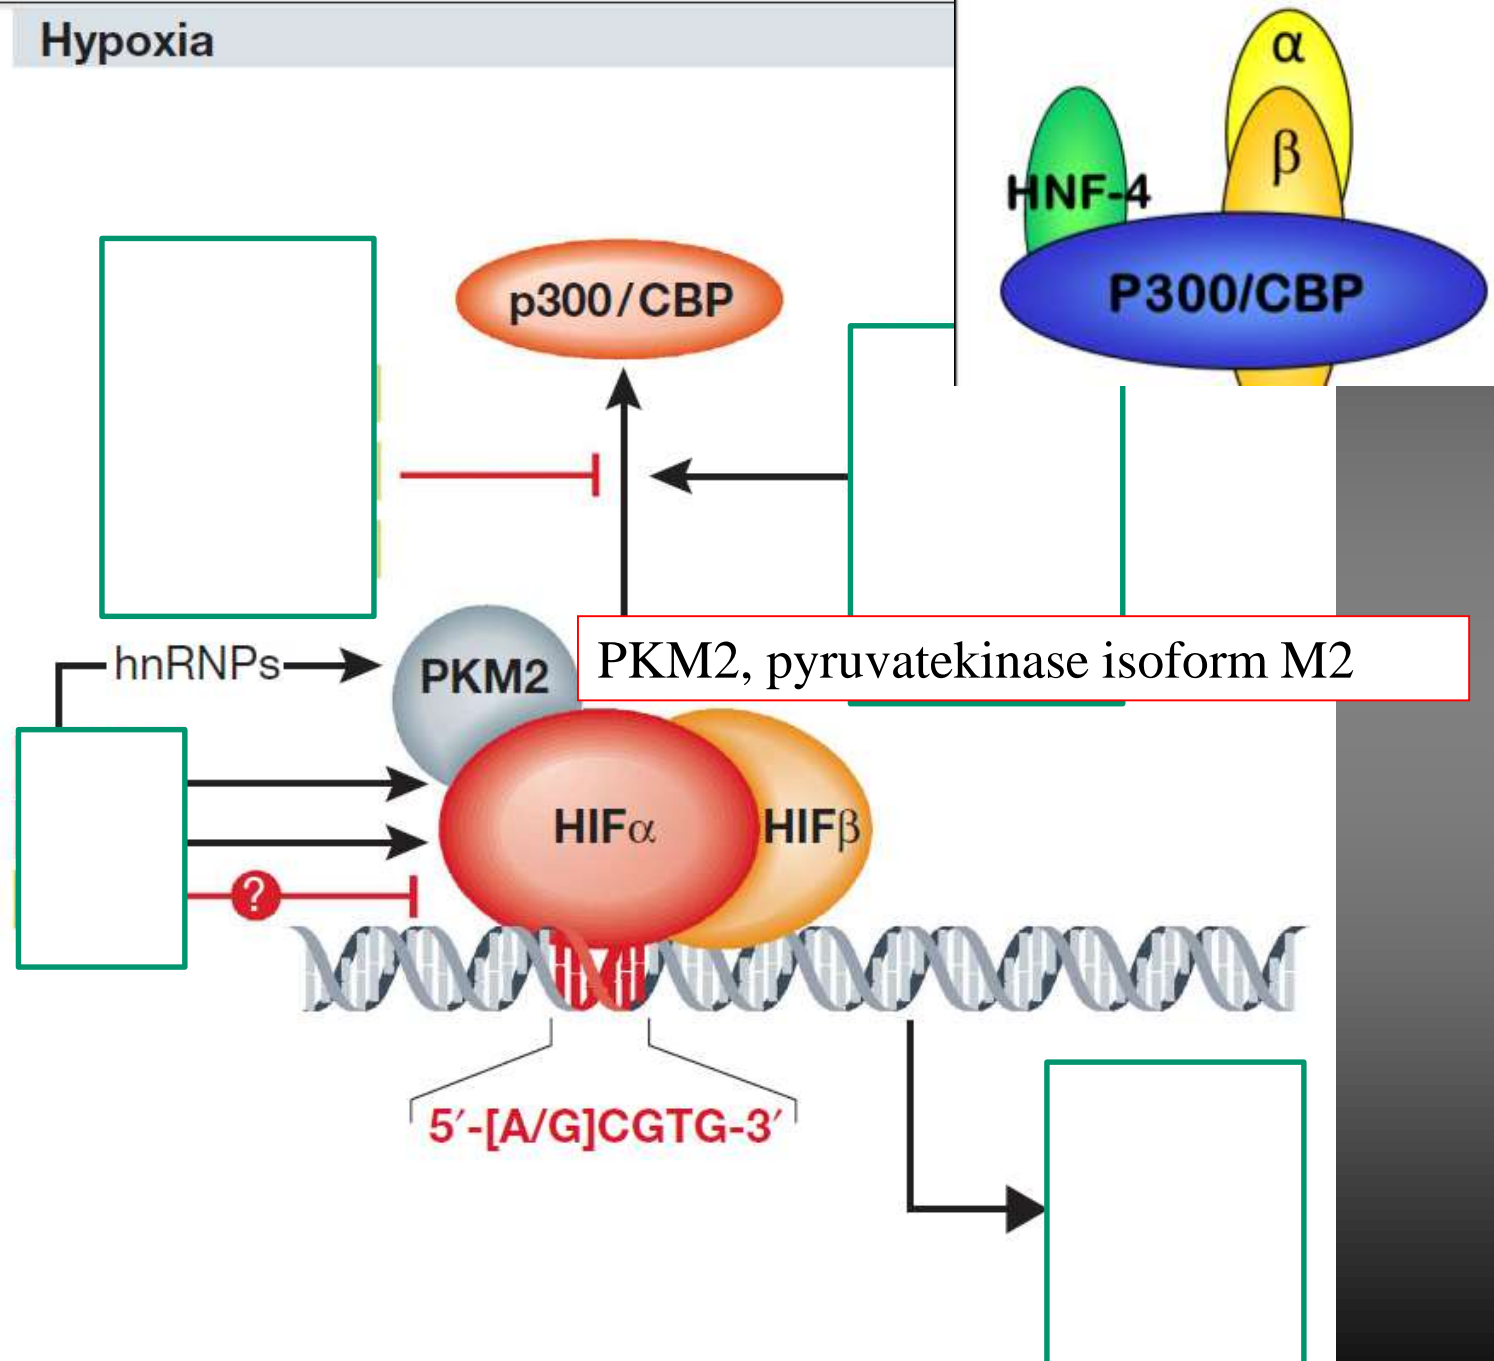 Hypoxia
α
β
HNF-4
P300/CBP
p300/CBP
hnRNPs
PKM2
PKM2, pyruvatekinase isoform M2
HIFα
HIFβ
?
5′-[A/G]CGTG-3′